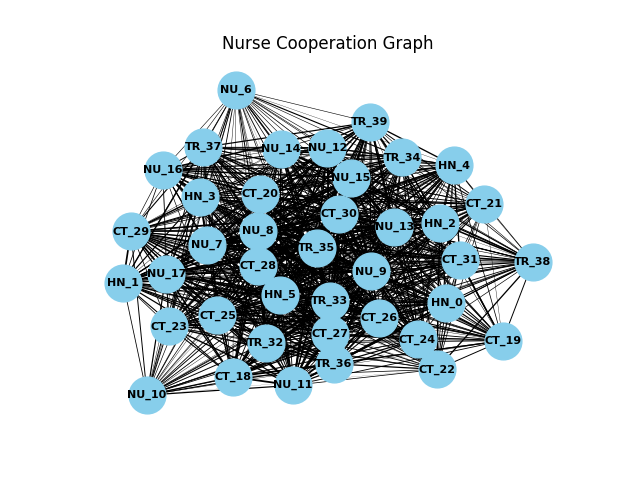 Nurse Cooperation Graph
NU_6
TR_39
TR_37
NU_14
NU_12
TR_34
HN_4
NU_16
NU_15
HN_3
CT_20
CT_21
CT_30
HN_2
NU_13
CT_29
NU_8
NU_7
TR_35
CT_31
TR_38
CT_28
NU_9
NU_17
HN_1
HN_5
TR_33
HN_0
CT_25
CT_26
CT_23
CT_27
CT_24
CT_19
TR_32
TR_36
CT_22
CT_18
NU_11
NU_10